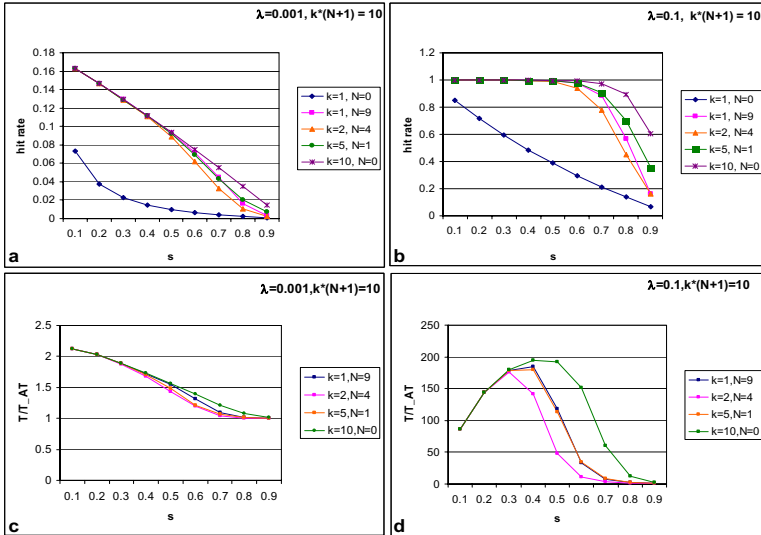 λ=0.001, k*(N+1) = 10
hit rate
0.18
0.16
0.14
0.12
0.1
0.08
0.06
0.04
0.02
0
0.1 0.2 0.3 0.4 0.5 0.6 0.7 0.8 0.9
s
k=1, N=0
k=1, N=9
k=2, N=4
k=5, N=1
k=10, N=0
a
λ=0.1, k*(N+1) = 10
hit rate
1.2
1
0.8
0.6
0.4
0.2
0
0.1 0.2 0.3 0.4 0.5 0.6 0.7 0.8 0.9
s
k=1, N=0
k=1, N=9
k=2, N=4
k=5, N=1
k=10, N=0
b
λ=0.001,k*(N+1)=10
T/T_AT
2.5
2
1.5
1
0.5
0
0.1 0.2 0.3 0.4 0.5 0.6 0.7 0.8 0.9
s
k=1,N=9
k=2,N=4
k=5,N=1
k=10,N=0
c
λ=0.1,k*(N+1)=10
T/T_AT
250
200
150
100
50
0
0.1 0.2 0.3 0.4 0.5 0.6 0.7 0.8 0.9
s
k=1,N=9
k=2,N=4
k=5,N=1
k=10,N=0
d